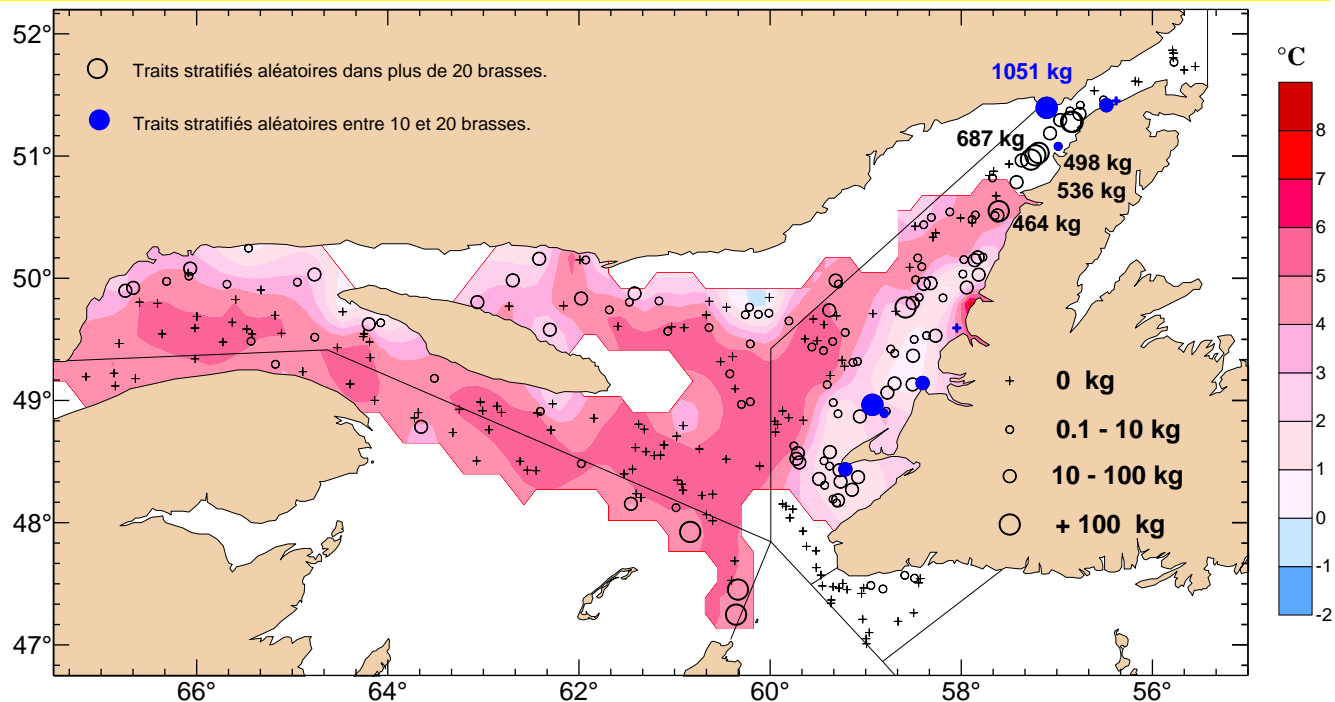 52°
51°
50°
49°
48°
47°
66°
64°
62°
60°
58°
56°
Traits stratifiés aléatoires dans plus de 20 brasses.
Traits stratifiés aléatoires entre 10 et 20 brasses.
1051 kg
687 kg
498 kg
536 kg
464 kg
0 kg
0.1 - 10 kg
10 - 100 kg
+ 100 kg
°C
8
7
6
5
4
3
2
1
0
-1
-2